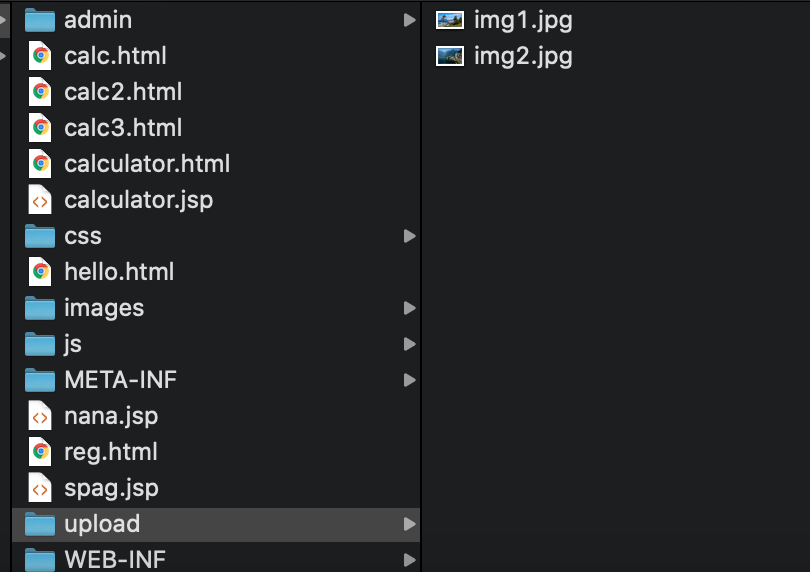 admin
calc.html
calc2.html
calc3.html
calculator.html
calculator.jsp
css
hello.html
images
js
META-INF
nana.jsp
reg.html
spag.jsp
upload
WEB-INF
img1.jpg
img2.jpg